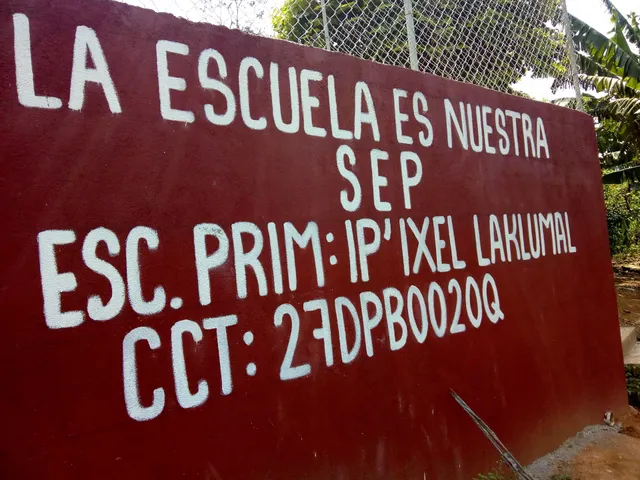 LA ESCUELA ES NUESTRA
SEP
ESC. PRIM: IP'IXEL LAKLUMAL
CCT: 27DPB0020Q